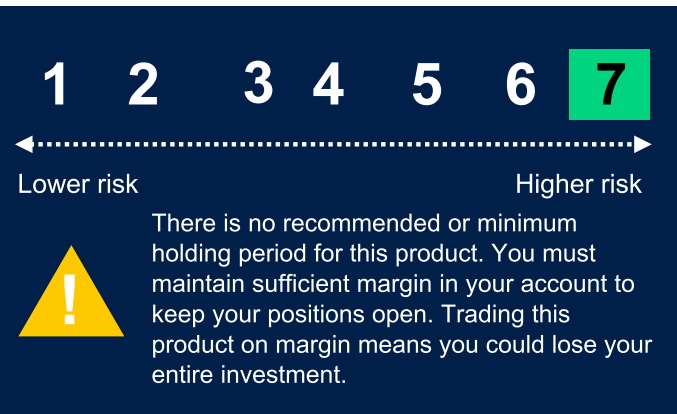 1 2 3 4 5 6 7
Lower risk Higher risk
There is no recommended or minimum
holding period for this product. You must
maintain sufficient margin in your account to
keep your positions open. Trading this
product on margin means you could lose your
entire investment.
!